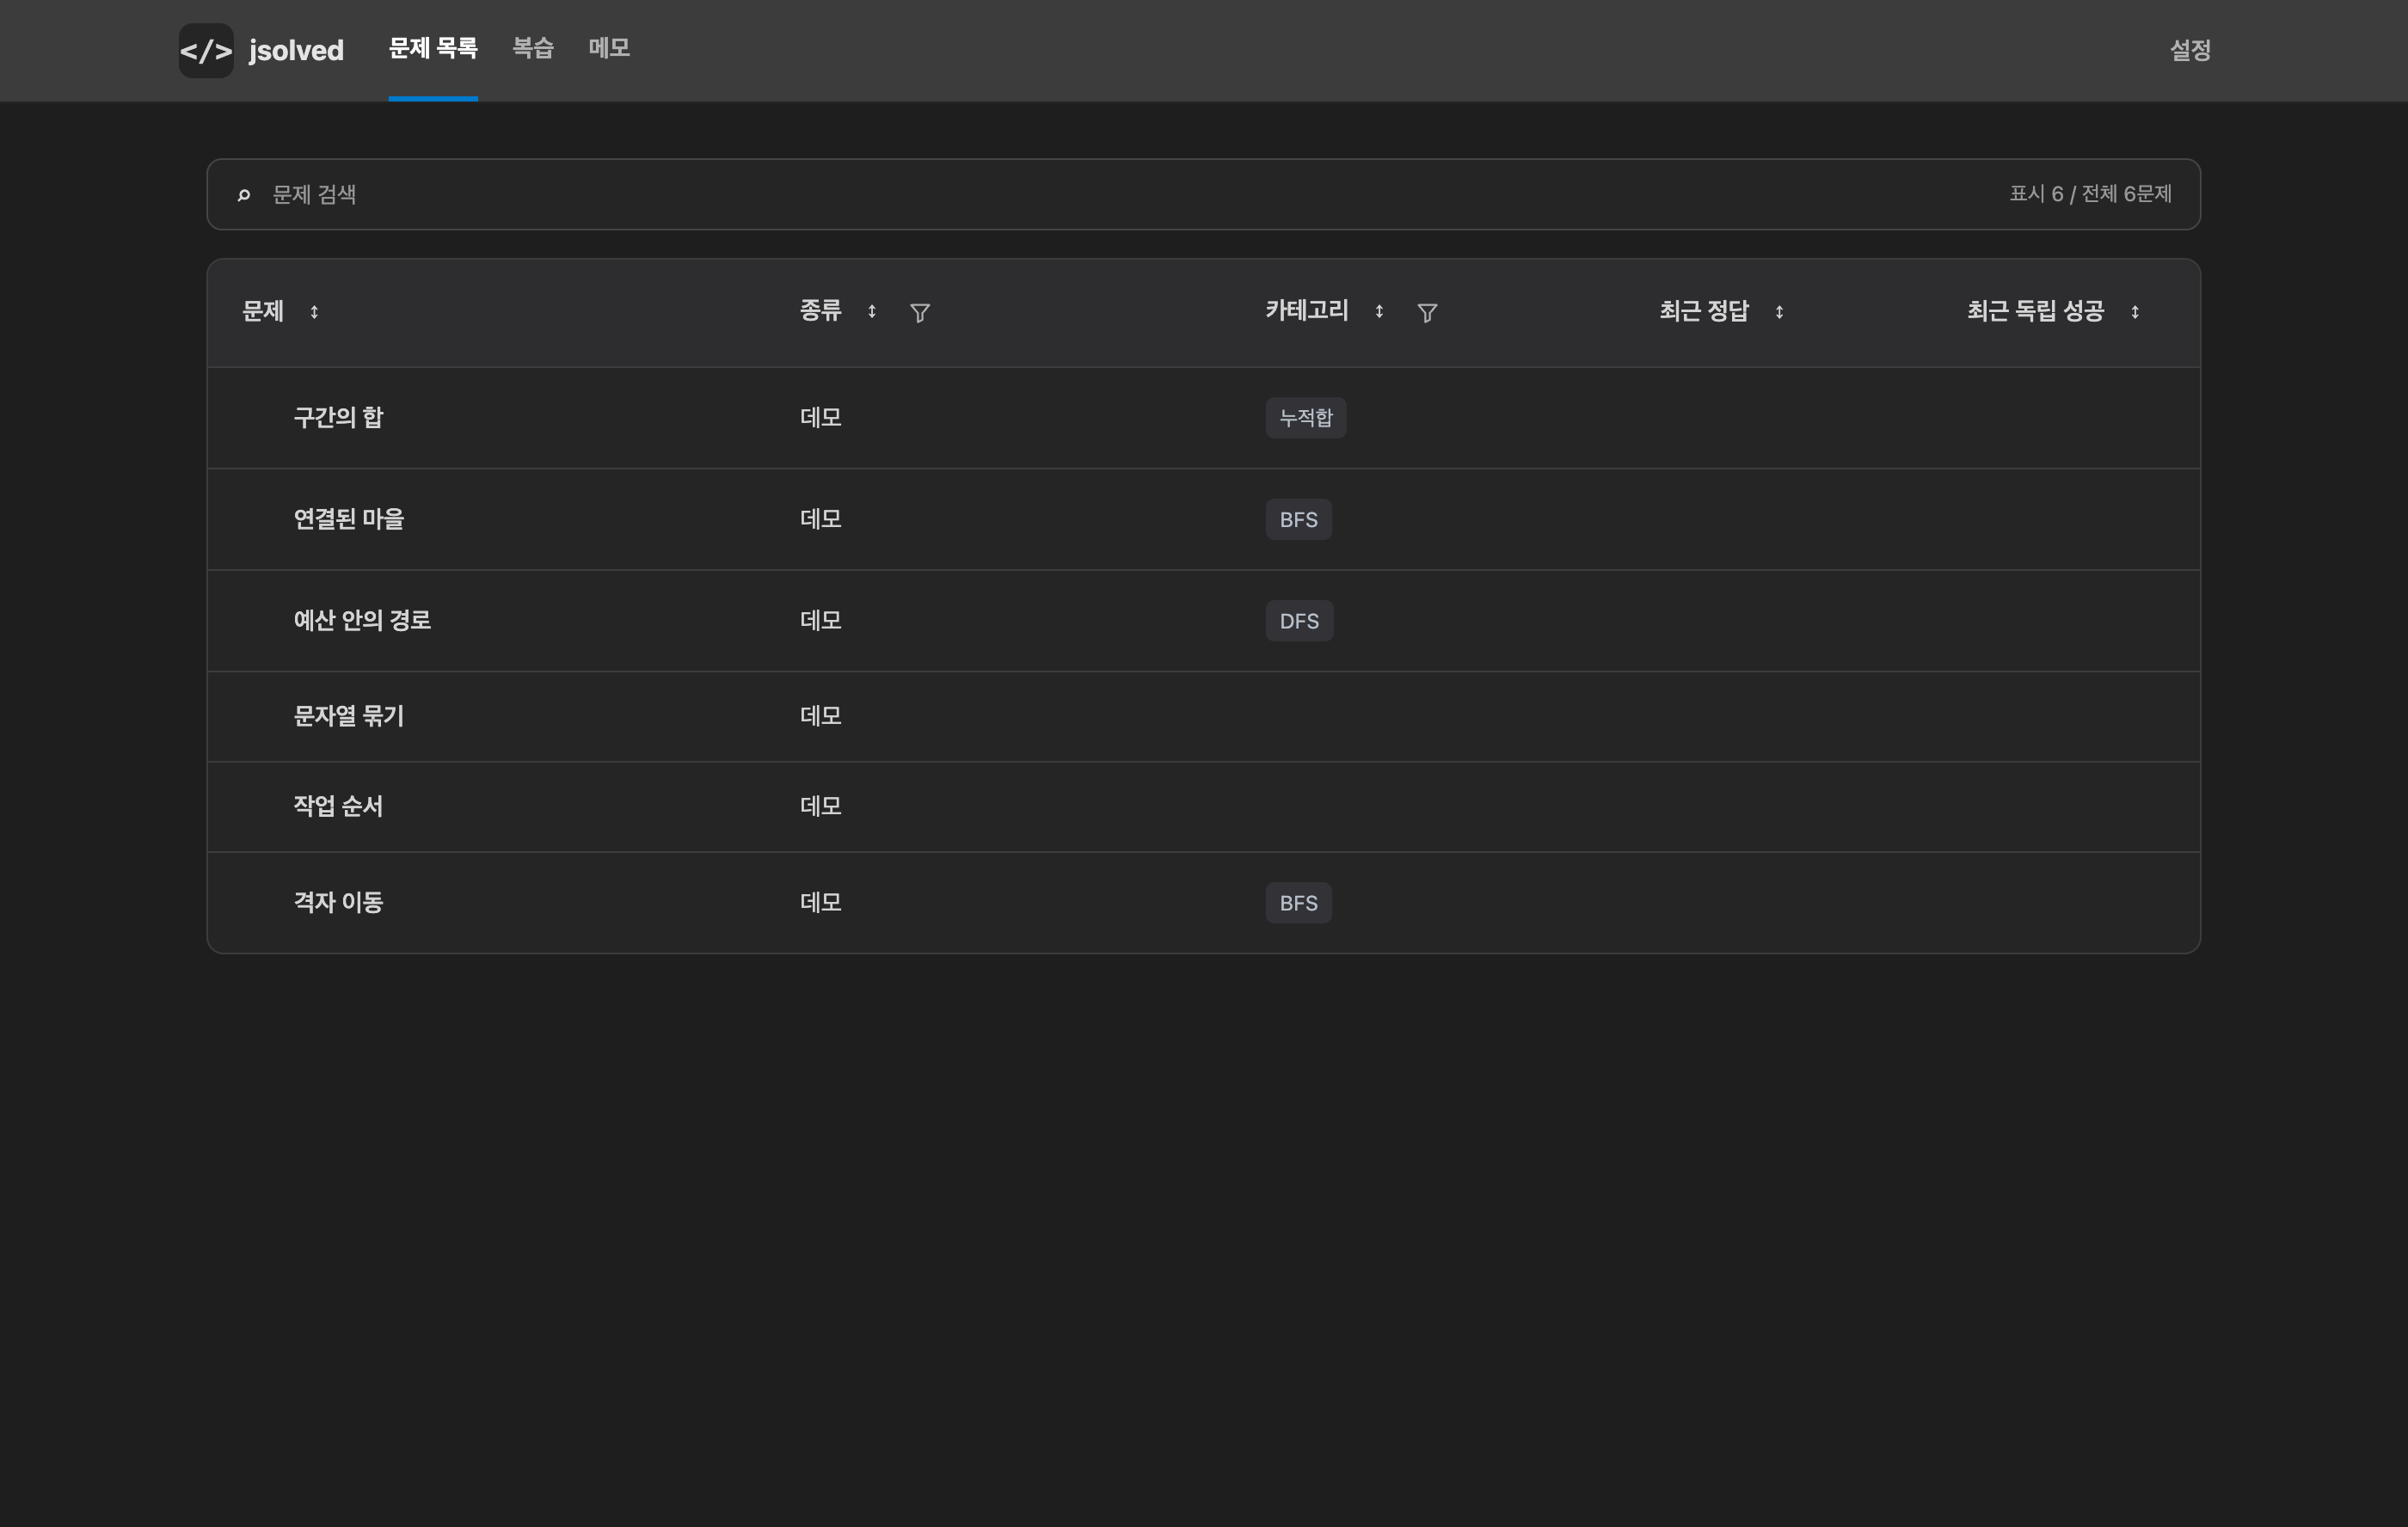 </> jsolved 문제 목록 복습 메모 설정
문제 검색 표시 6 / 전체 6문제
문제 종류 카테고리 최근 정답 최근 독립 성공
구간의 합 데모 누적합
연결된 마을 데모 BFS
예산 안의 경로 데모 DFS
문자열 묶기 데모
작업 순서 데모
격자 이동 데모 BFS